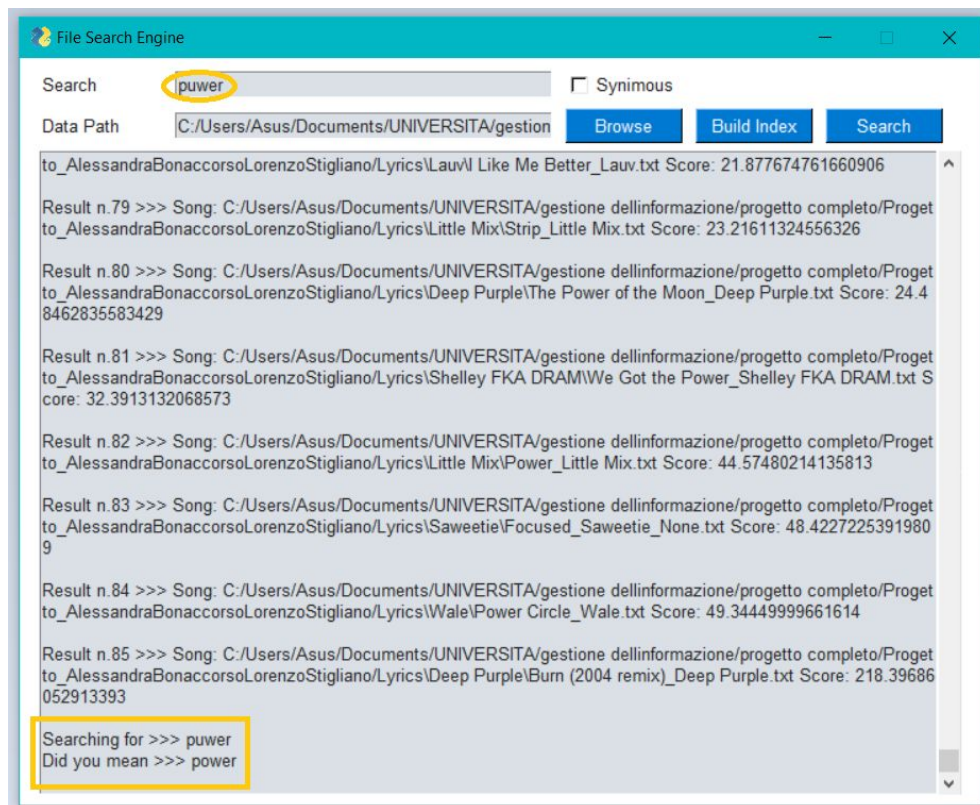 File Search Engine
Search puwer Synimous
Data Path C:/Users/Asus/Documents/UNIVERSITA/gestion Browse Build Index Search
to_AlessandraBonaccorsoLorenzoStigliano/Lyrics\Lauv\I Like Me Better_Lauv.txt Score: 21.877674761660906
Result n.79 >>> Song: C:/Users/Asus/Documents/UNIVERSITA/gestione dellinformazione/progetto completo/Proget
to_AlessandraBonaccorsoLorenzoStigliano/Lyrics\Little Mix\Strip_Little Mix.txt Score: 23.21611324556326
Result n.80 >>> Song: C:/Users/Asus/Documents/UNIVERSITA/gestione dellinformazione/progetto completo/Proget
to_AlessandraBonaccorsoLorenzoStigliano/Lyrics\Deep Purple\The Power of the Moon_Deep Purple.txt Score: 24.4
8462835583429
Result n.81 >>> Song: C:/Users/Asus/Documents/UNIVERSITA/gestione dellinformazione/progetto completo/Proget
to_AlessandraBonaccorsoLorenzoStigliano/Lyrics\Shelley FKA DRAM\We Got the Power_Shelley FKA DRAM.txt S
core: 32.3913132068573
Result n.82 >>> Song: C:/Users/Asus/Documents/UNIVERSITA/gestione dellinformazione/progetto completo/Proget
to_AlessandraBonaccorsoLorenzoStigliano/Lyrics\Little Mix\Power_Little Mix.txt Score: 44.57480214135813
Result n.83 >>> Song: C:/Users/Asus/Documents/UNIVERSITA/gestione dellinformazione/progetto completo/Proget
to_AlessandraBonaccorsoLorenzoStigliano/Lyrics\Saweetie\Focused_Saweetie_None.txt Score: 48.4227225391980
9
Result n.84 >>> Song: C:/Users/Asus/Documents/UNIVERSITA/gestione dellinformazione/progetto completo/Proget
to_AlessandraBonaccorsoLorenzoStigliano/Lyrics\Wale\Power Circle_Wale.txt Score: 49.34449999661614
Result n.85 >>> Song: C:/Users/Asus/Documents/UNIVERSITA/gestione dellinformazione/progetto completo/Proget
to_AlessandraBonaccorsoLorenzoStigliano/Lyrics\Deep Purple\Burn (2004 remix)_Deep Purple.txt Score: 218.39686
052913393
Searching for >>> puwer
Did you mean >>> power